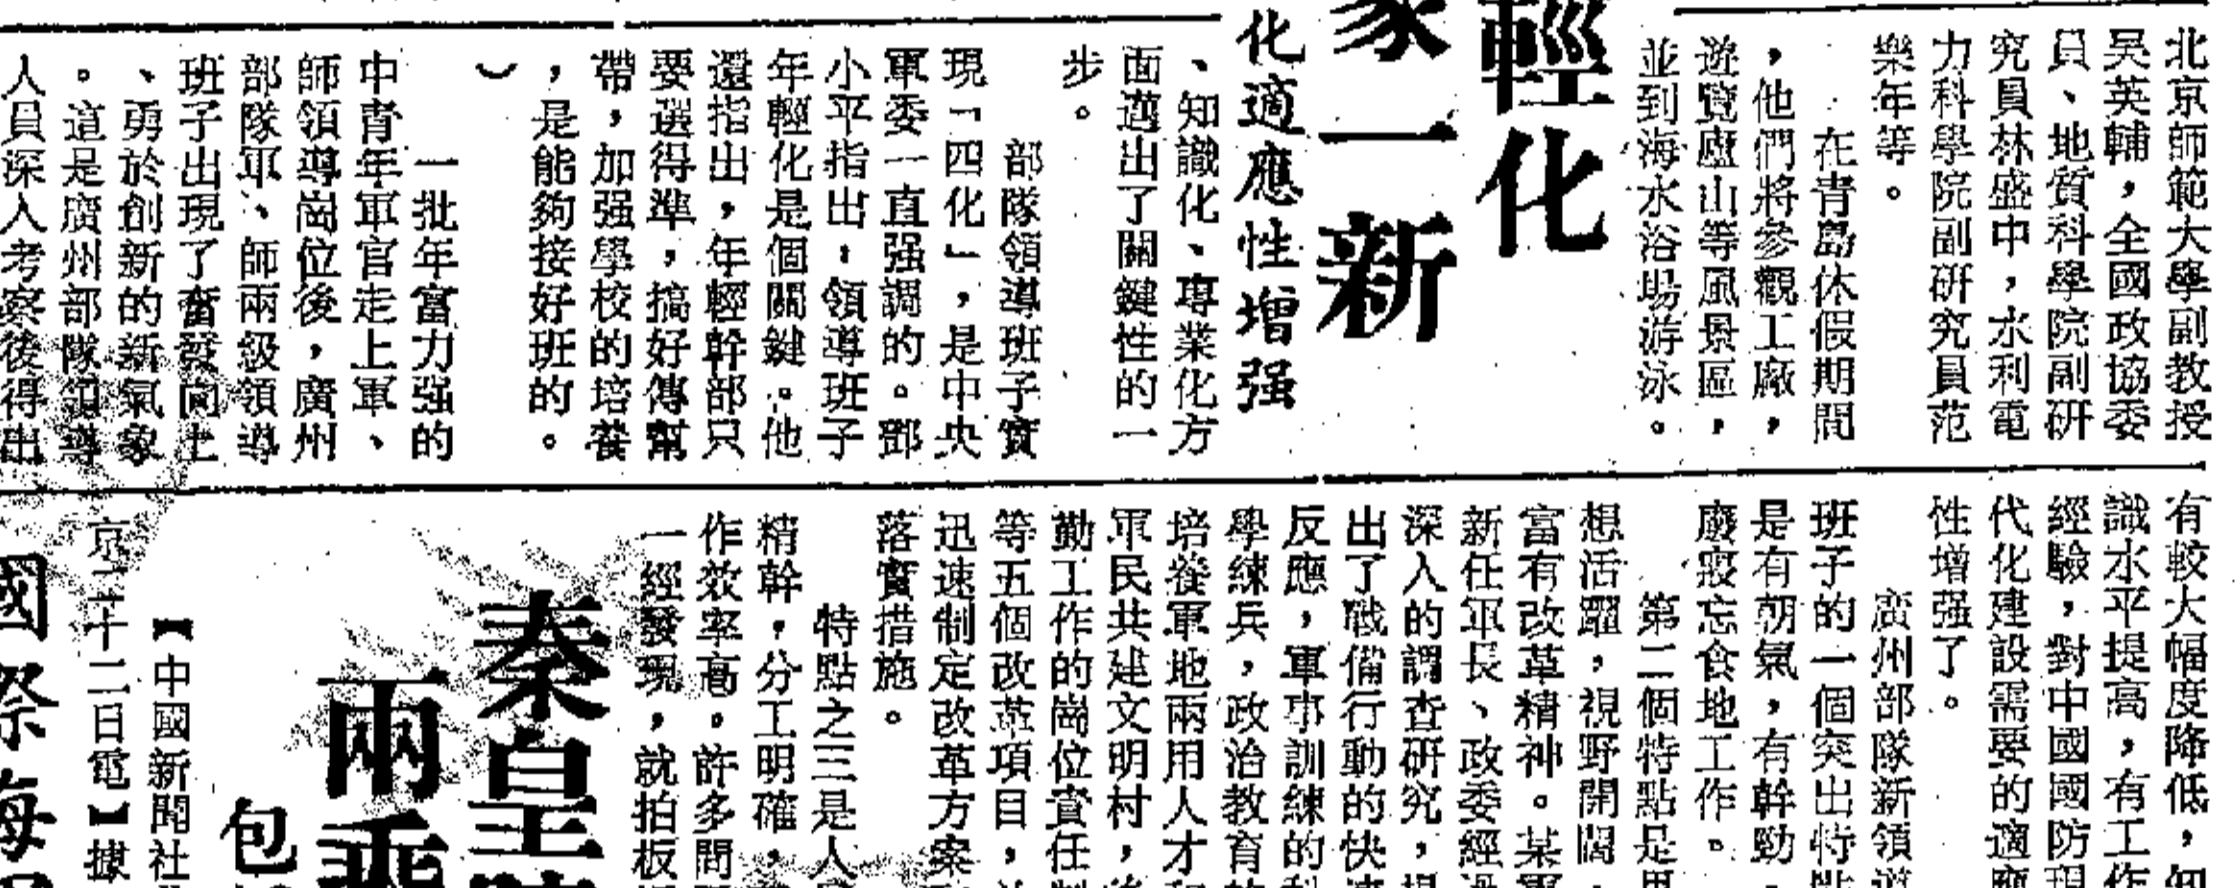 北京師範大學副教授
吳英輔，全國政協委
員、地質科學院副研
究員林盛中，水利電
力科學院副研究員范
樂年等。
在青島休假期間
，他們將參觀工廠，
遊覽廬山等風景區，
並到海水浴場游泳。
輕化
象一新
化適應性增强
、知識化、專業化方
面邁出了關鍵性的一
步。
部隊領導班子實
現「四化」，是中央
軍委一直强調的。鄧
小平指出，領導班子
年輕化是個關鍵。他
還指出，年輕幹部只
要選得準，搞好傳幫
帶，加强學校的培養
，是能夠接好班的。
）
一批年富力强的
中青年軍官走上軍、
師領導崗位後，廣州
部隊軍、師兩級領導
班子出現了奮發向上
、勇於創新的新氣象
。這是廣州部隊領導
人員深入考察後得出
有較大幅度降低，知
識水平提高，有工作
經驗，對中國國防現
代化建設需要的適應
性增强了。
廣州部隊新領導
班子的一個突出特點
是有朝氣，有幹勁，
廢寢忘食地工作。
第二個特點是思
想活躍，視野開闊，
富有改革精神。某軍
新任軍長、政委經過
深入的調查研究，提
出了戰備行動的快速
反應，軍事訓練的科
學練兵，政治教育的
培養軍地兩用人才和
軍民共建文明村，後
勤工作的崗位責任制
等五個改革項目，並
迅速制定改革方案
落實措施。
特點之三是人
精幹，分工明確，
作效率高，許多問
一經發現，就拍板
秦皇陵
兩乘
包
【中國新聞社
京二十二日電】據
國際海